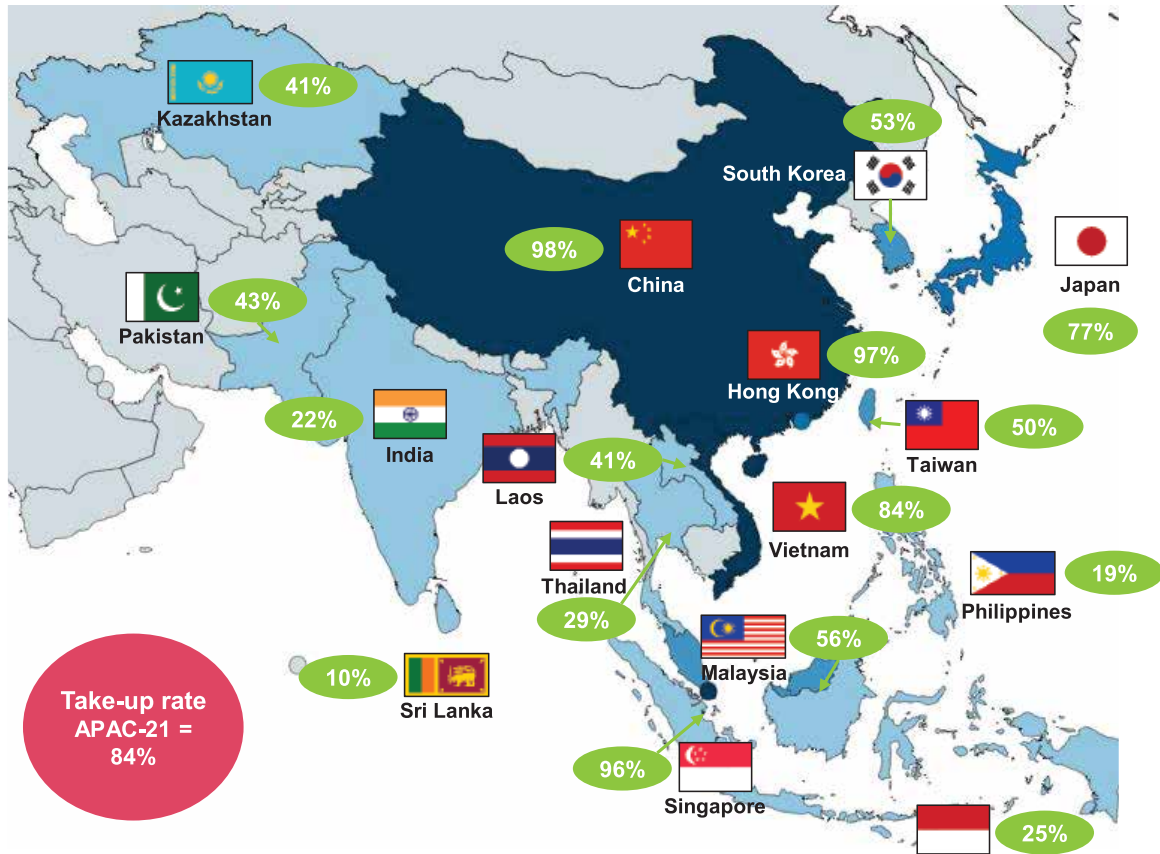 41%
Kazakhstan
53%
South Korea
98%
China
Japan
77%
43%
Pakistan
97%
Hong Kong
22%
India
50%
Taiwan
41%
Laos
84%
Vietnam
Thailand
29%
19%
Philippines
56%
Malaysia
10%
Sri Lanka
Take-up rate
APAC-21 =
84%
96%
Singapore
25%